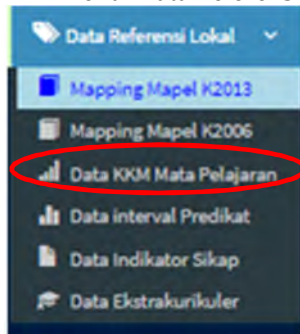 Data Referensi Lokal
Mapping Mapel K2013
Mapping Mapel K2006
Data KKM Mata Pelajaran
Data interval Predikat
Data Indikator Sikap
Data Ekstrakurikuler